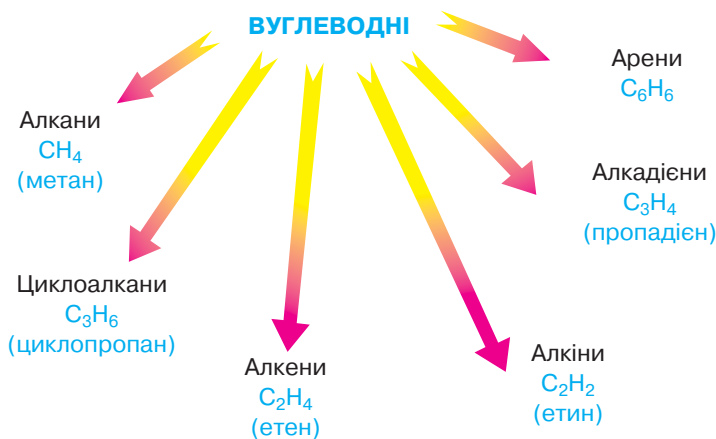 ВУГЛЕВОДНІ
Алкани
CH₄
(метан)
Циклоалкани
C₃H₆
(циклопропан)
Алкени
C₂H₄
(етен)
Алкіни
C₂H₂
(етин)
Алкадієни
C₃H₄
(пропадієн)
Арени
C₆H₆